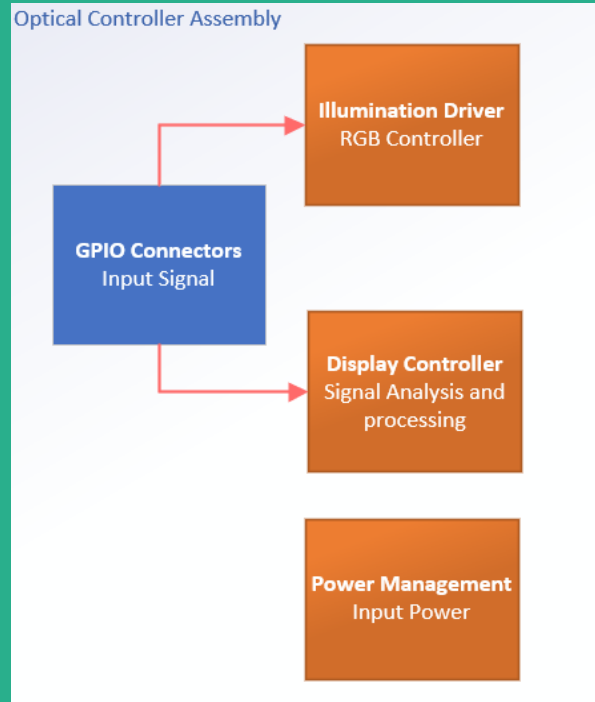 Optical Controller Assembly
Illumination Driver
RGB Controller
GPIO Connectors
Input Signal
Display Controller
Signal Analysis and
processing
Power Management
Input Power